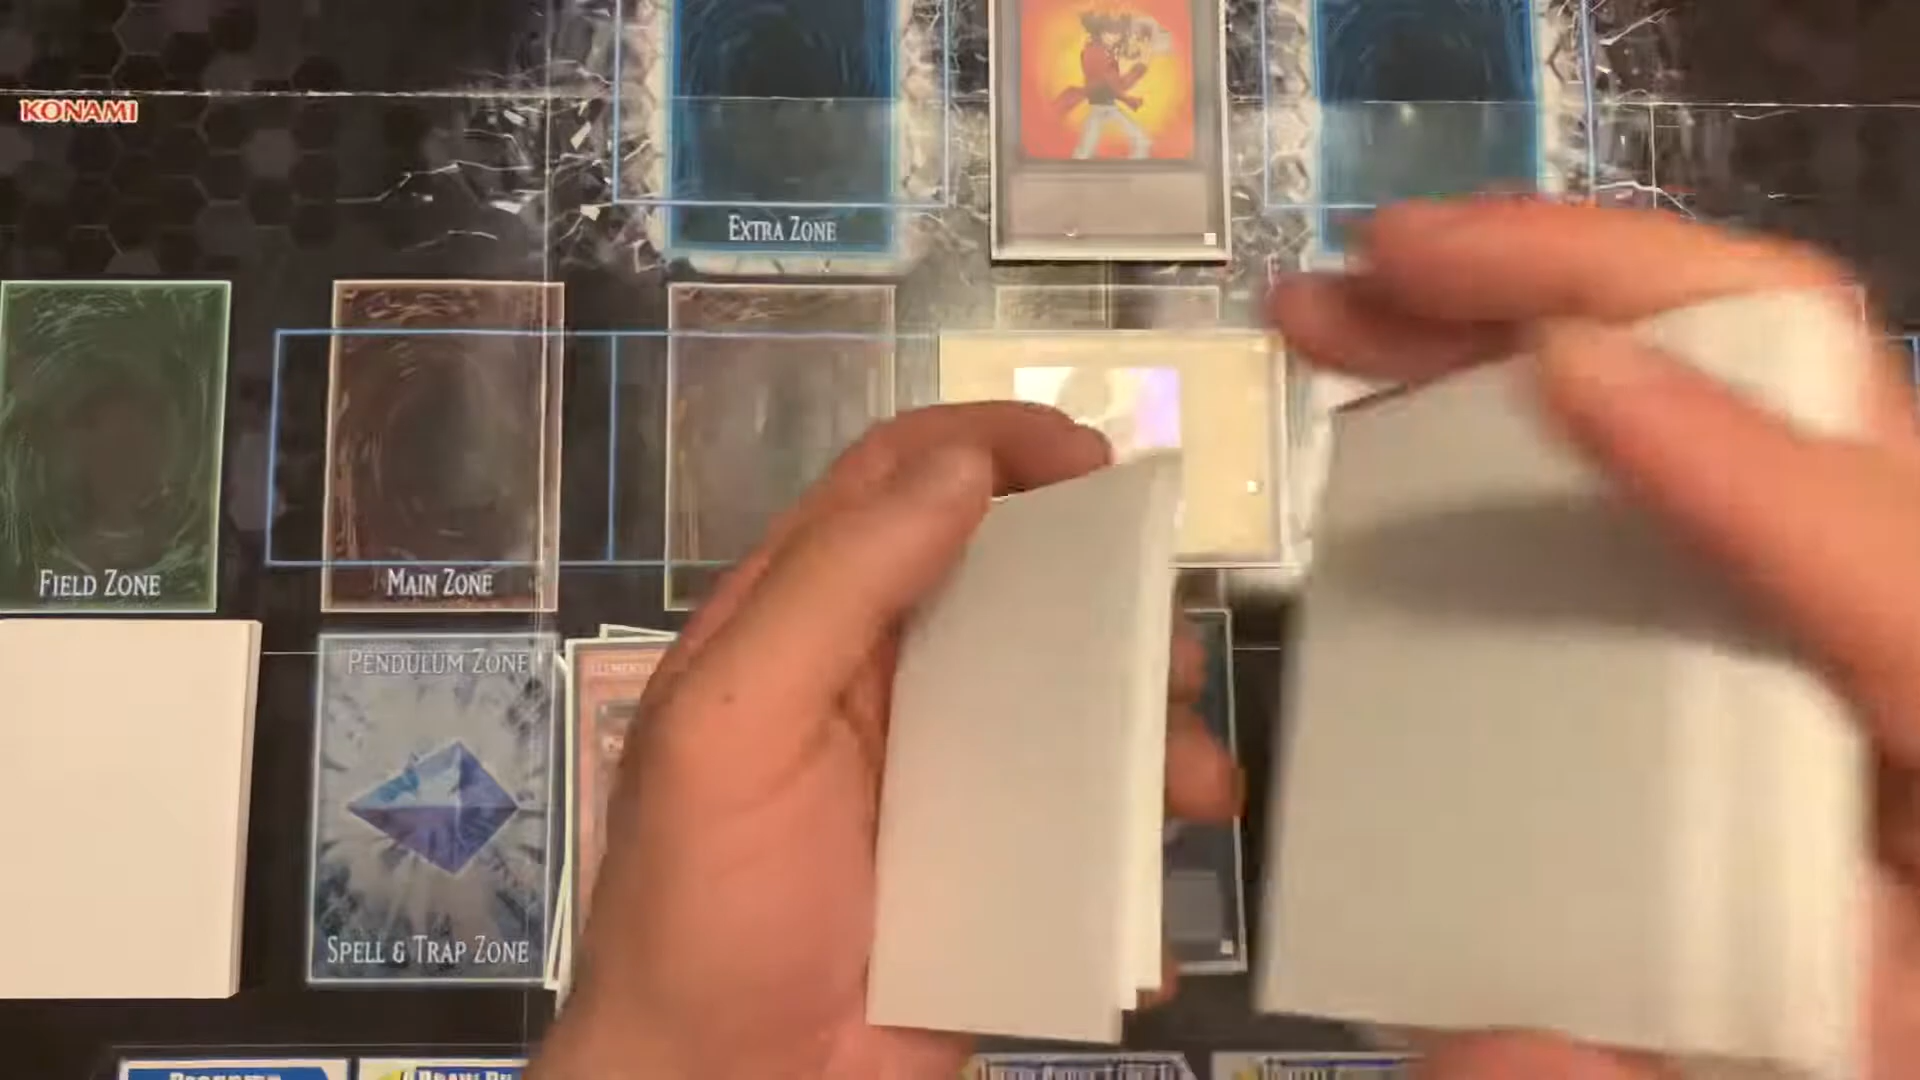 KONAMI
EXTRA ZONE
FIELD ZONE
MAIN ZONE
PENDULUM ZONE
SPELL & TRAP ZONE